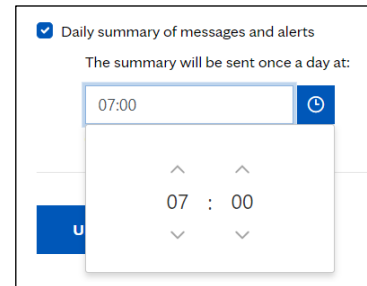 Daily summary of messages and alerts
The summary will be sent once a day at:
07:00
07 : 00
U